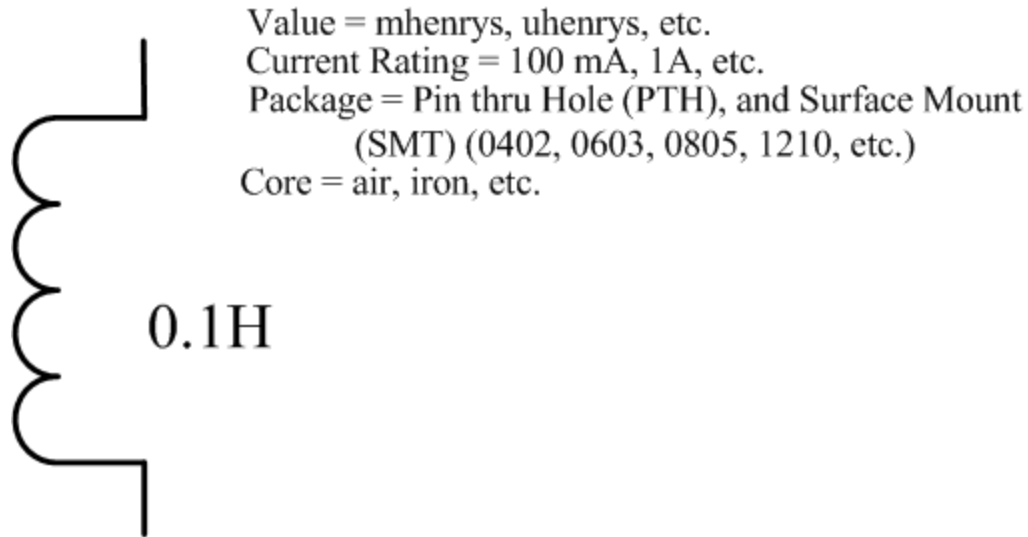 Value = mhenrys, uhenrys, etc.
Current Rating = 100 mA, 1A, etc.
Package = Pin thru Hole (PTH), and Surface Mount
(SMT) (0402, 0603, 0805, 1210, etc.)
Core = air, iron, etc.
0.1H